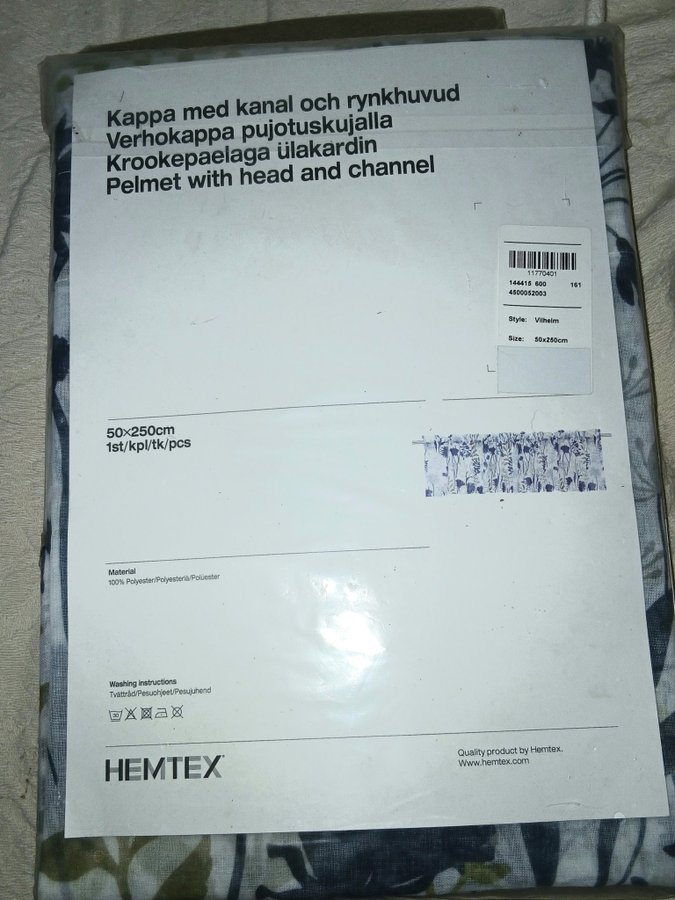 Kappa med kanal och rynkhuvud
Verhokappa pujotuskujalla
Krookepaelaga ülakardin
Pelmet with head and channel
11770401
144415 600 161
4500052003
Style: Vilhelm
Size: 50x250cm
50×250cm
1st/kpl/tk/pcs
Material
100% Polyester/Polyesteriä/Polüester
Washing instructions
Tvättråd/Pesuohjeet/Pesujuhend
30
HEMTEX
Quality product by Hemtex.
Www.hemtex.com